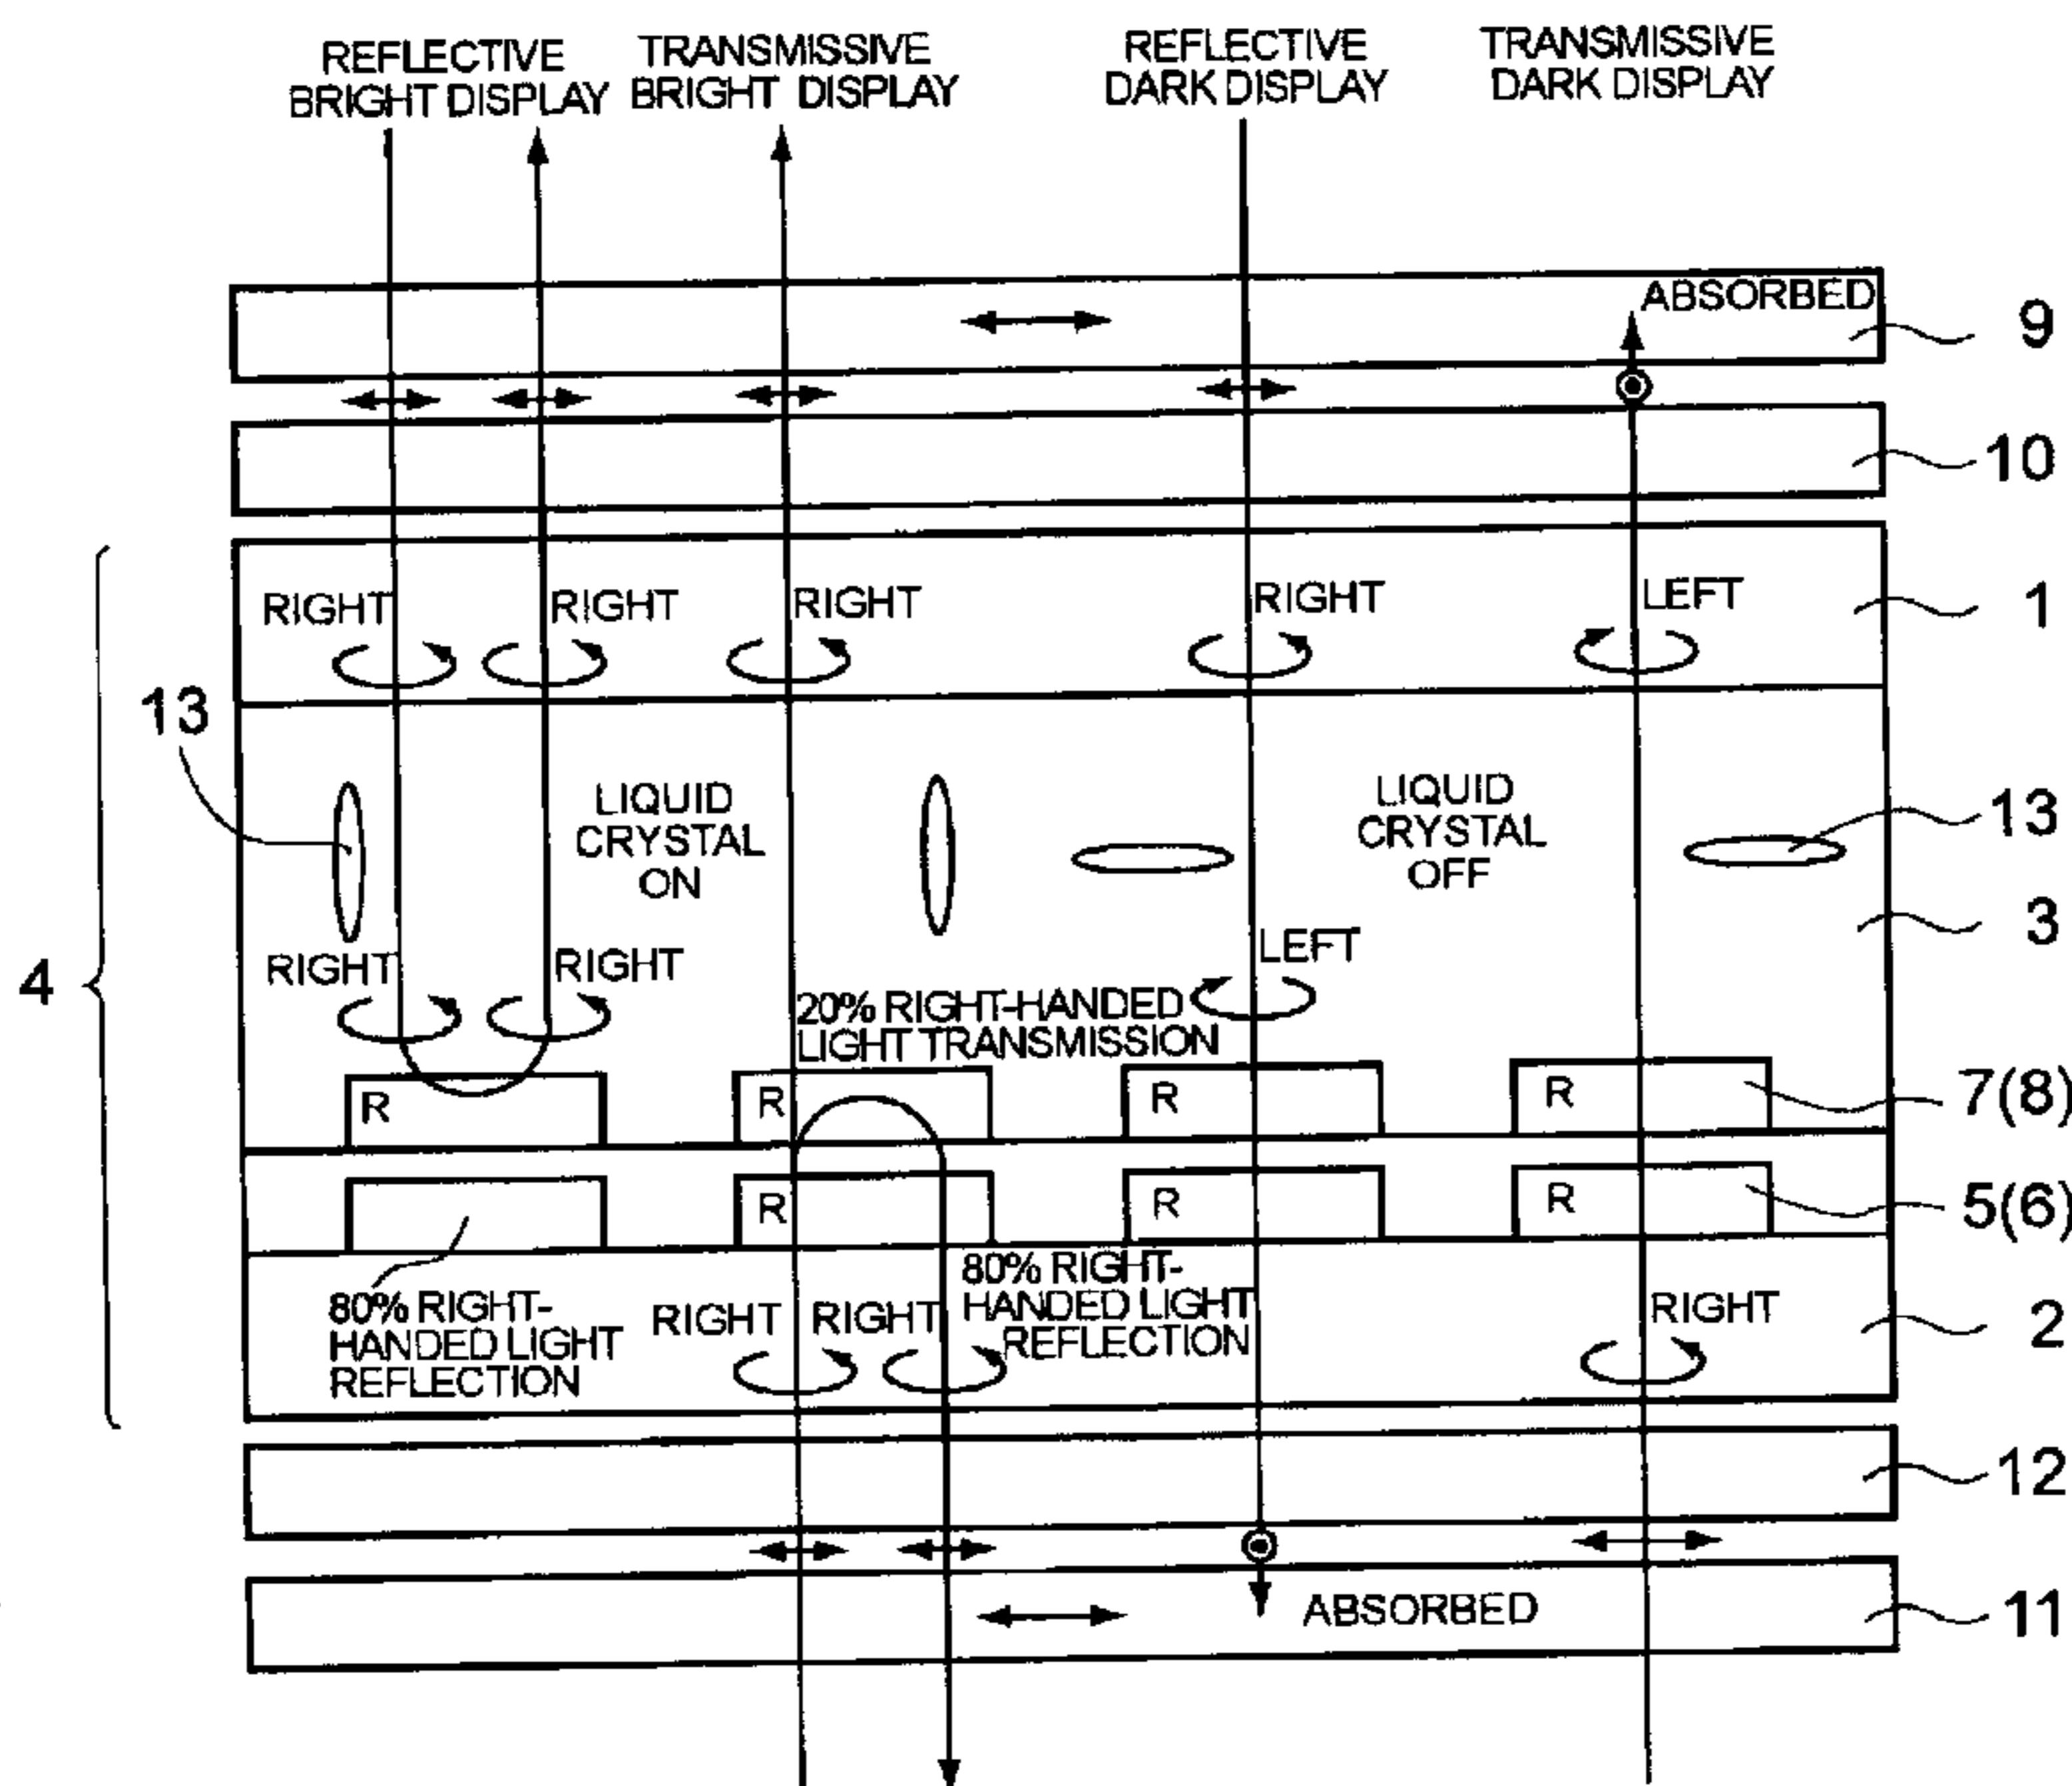 REFLECTIVE
BRIGHT DISPLAY
TRANSMISSIVE
BRIGHT DISPLAY
REFLECTIVE
DARK DISPLAY
TRANSMISSIVE
DARK DISPLAY
ABSORBED
9
10
RIGHT
RIGHT
RIGHT
RIGHT
LEFT
1
4
13
LIQUID
CRYSTAL
ON
LIQUID
CRYSTAL
OFF
13
3
RIGHT
RIGHT
LEFT
20% RIGHT-HANDED
LIGHT TRANSMISSION
R
R
R
R
7(8)
R
R
R
5(6)
80% RIGHT-
HANDED LIGHT
REFLECTION
RIGHT
RIGHT
80% RIGHT-
HANDED LIGHT
REFLECTION
RIGHT
2
12
ABSORBED
11